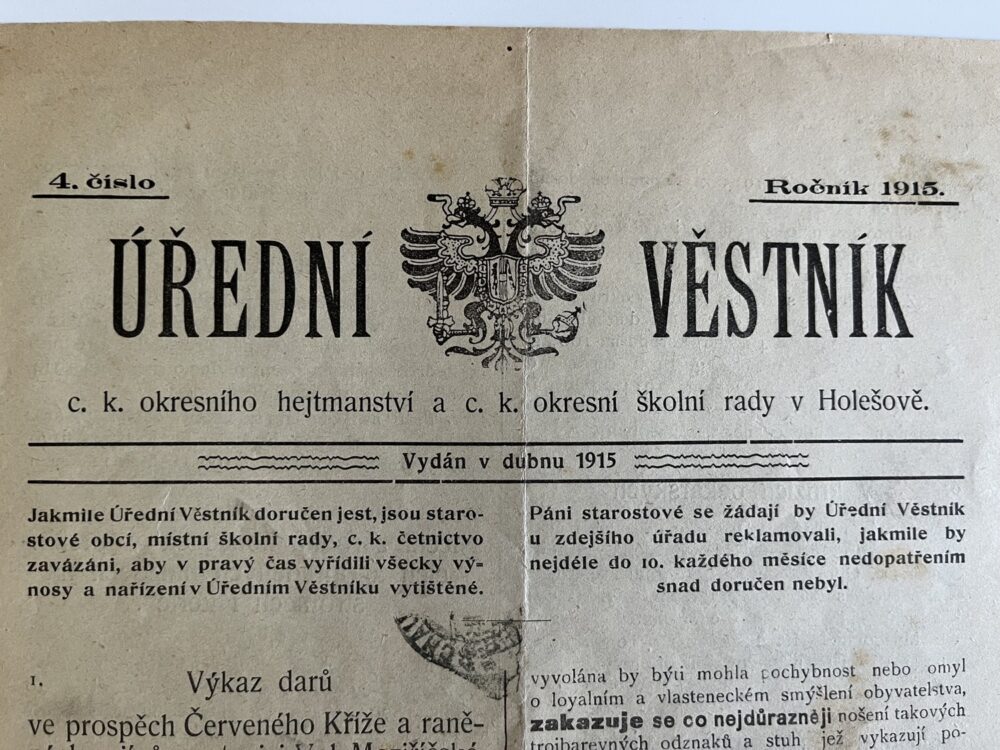 4. číslo
Ročník 1915.
ÚŘEDNÍ VĚSTNÍK
c. k. okresního hejtmanství a c. k. okresní školní rady v Holešově.
Vydán v dubnu 1915
Jakmile Úřední Věstník doručen jest, jsou staro-
stové obcí, místní školní rady, c. k. četnictvo
zavázáni, aby v pravý čas vyřídili všecky vý-
nosy a nařízení v Úředním Věstníku vytištěné.
Páni starostové se žádají by Úřední Věstník
u zdejšího úřadu reklamovali, jakmile by
nejdéle do 10. každého měsíce nedopatřením
snad doručen nebyl.
1.
Výkaz darů
ve prospěch Červeného Kříže a raně-
vyvolána by býti mohla pochybnost nebo omyl
o loyalním a vlasteneckém smýšlení obyvatelstva,
zakazuje se co nejdůrazněji nošení takových
trojbarevných odznaků a stuh jež vykazují po-